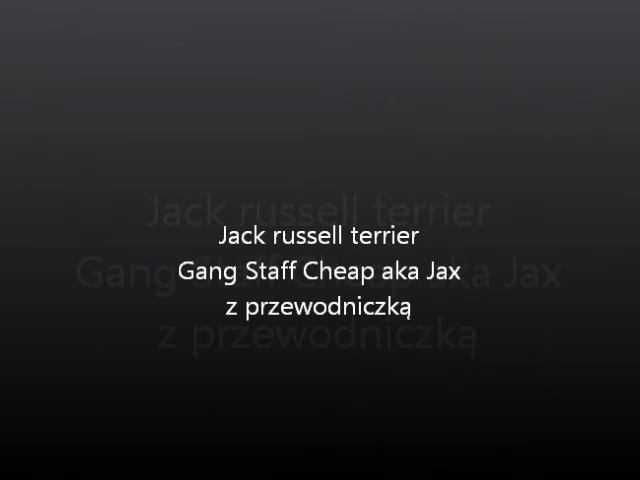 Jack russell terrier
Gang Staff Cheap aka Jax
z przewodniczką